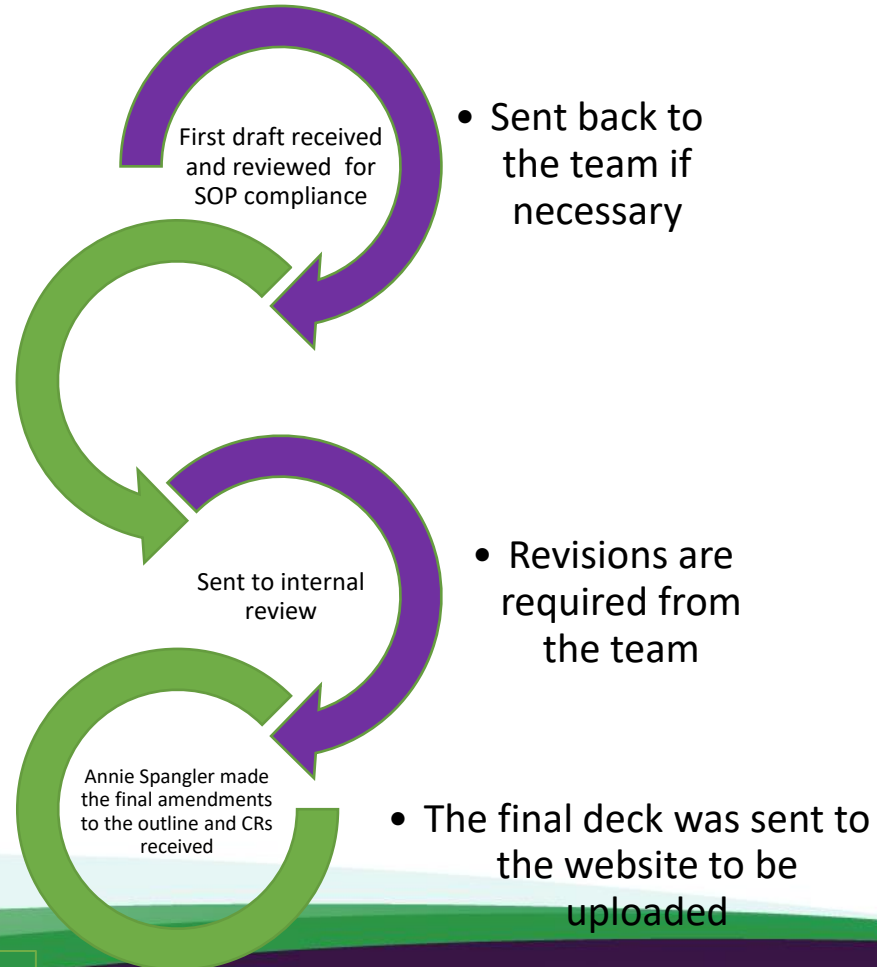 First draft received
and reviewed for
SOP compliance
• Sent back to
the team if
necessary
Sent to internal
review
• Revisions are
required from
the team
Annie Spangler made
the final amendments
to the outline and CRs
received
• The final deck was sent to
the website to be
uploaded